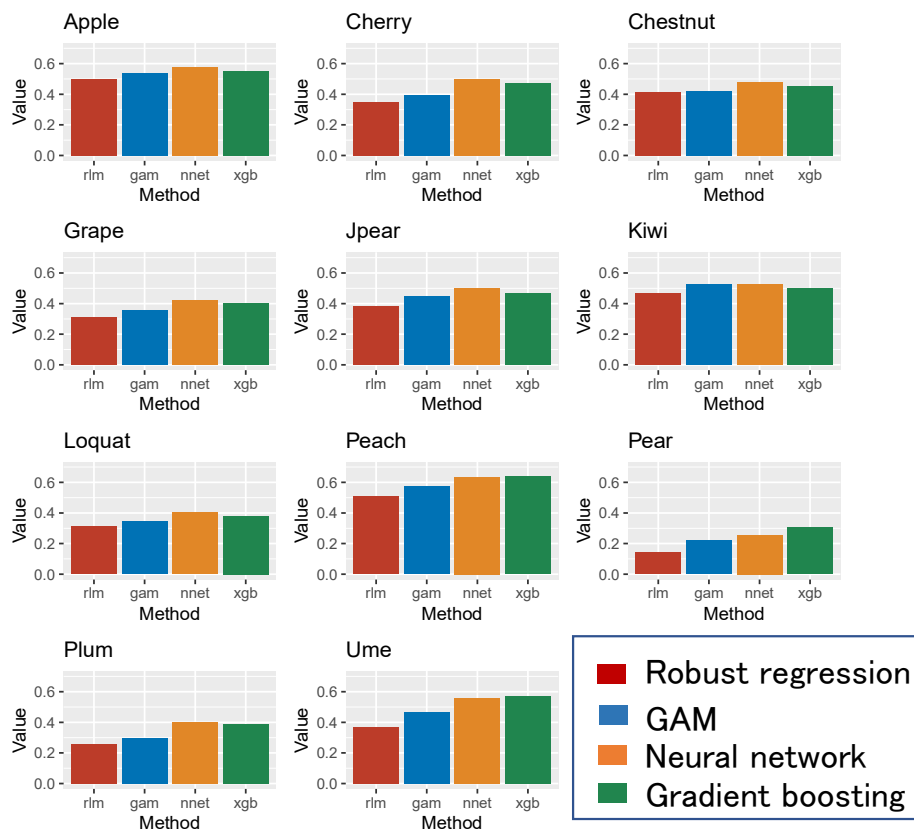 Apple
Cherry
Chestnut
Value
0.6
0.4
0.2
0.0
rlm gam nnet xgb
Method
Value
0.6
0.4
0.2
0.0
rlm gam nnet xgb
Method
Value
0.6
0.4
0.2
0.0
rlm gam nnet xgb
Method
Grape
Jpear
Kiwi
Value
0.6
0.4
0.2
0.0
rlm gam nnet xgb
Method
Value
0.6
0.4
0.2
0.0
rlm gam nnet xgb
Method
Value
0.6
0.4
0.2
0.0
rlm gam nnet xgb
Method
Loquat
Peach
Pear
Value
0.6
0.4
0.2
0.0
rlm gam nnet xgb
Method
Value
0.6
0.4
0.2
0.0
rlm gam nnet xgb
Method
Value
0.6
0.4
0.2
0.0
rlm gam nnet xgb
Method
Plum
Ume
Value
0.6
0.4
0.2
0.0
rlm gam nnet xgb
Method
Value
0.6
0.4
0.2
0.0
rlm gam nnet xgb
Method
Robust regression
GAM
Neural network
Gradient boosting